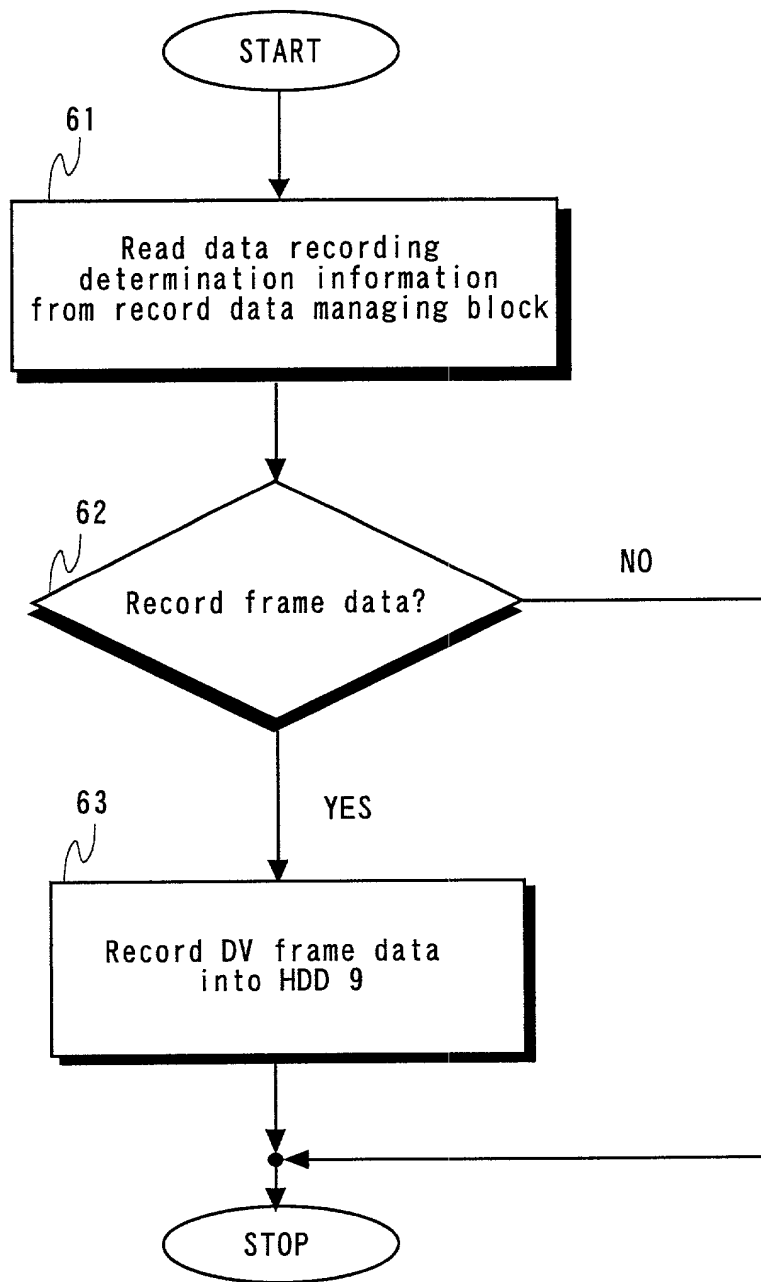 START
61
Read data recording
determination information
from record data managing block
62
Record frame data?
NO
YES
63
Record DV frame data
into HDD 9
STOP